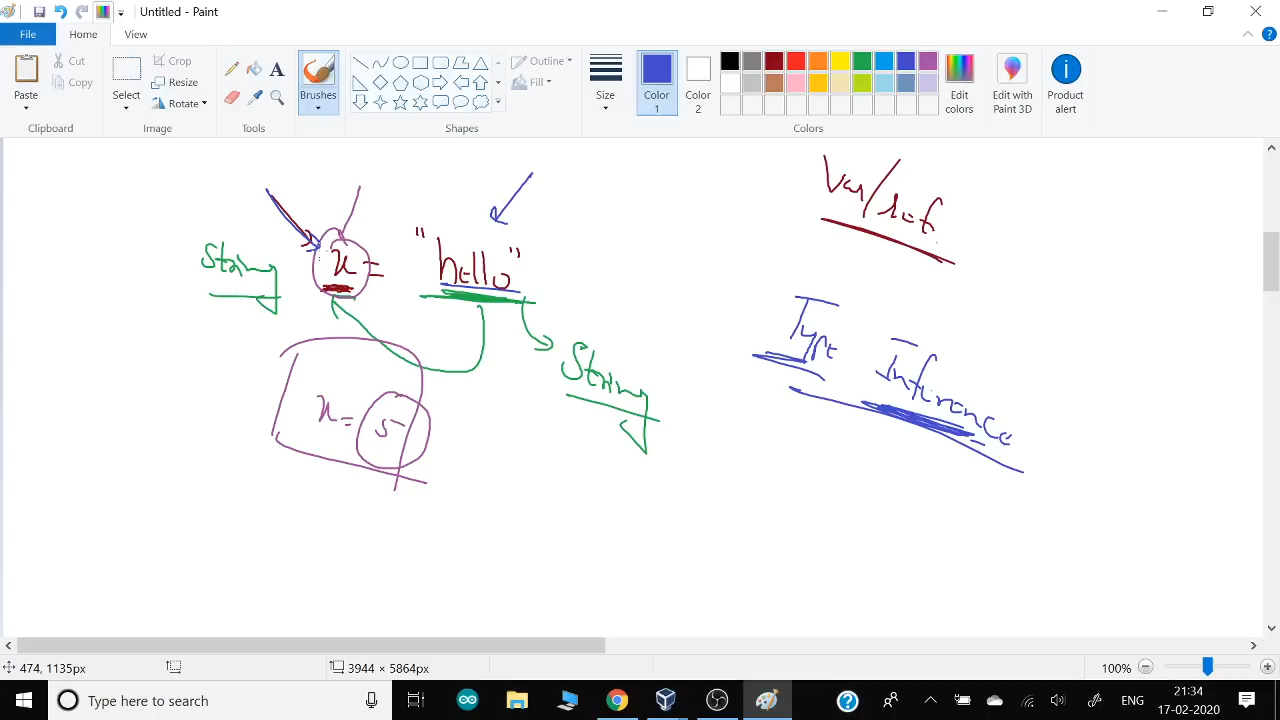 Untitled - Paint
File
Home
View
Paste
Cut
Copy
Clipboard
Select
Crop
Resize
Rotate
Image
Tools
Brushes
Outline
Fill
Shapes
Size
Color
1
Color
2
Edit
colors
Edit with
Paint 3D
Product
alert
Colors
Var/ref
String
x =
"hello"
Type
Inference
String
x = 5
474, 1135px
3944 × 5864px
100%
Type here to search
ENG
21:34
17-02-2020